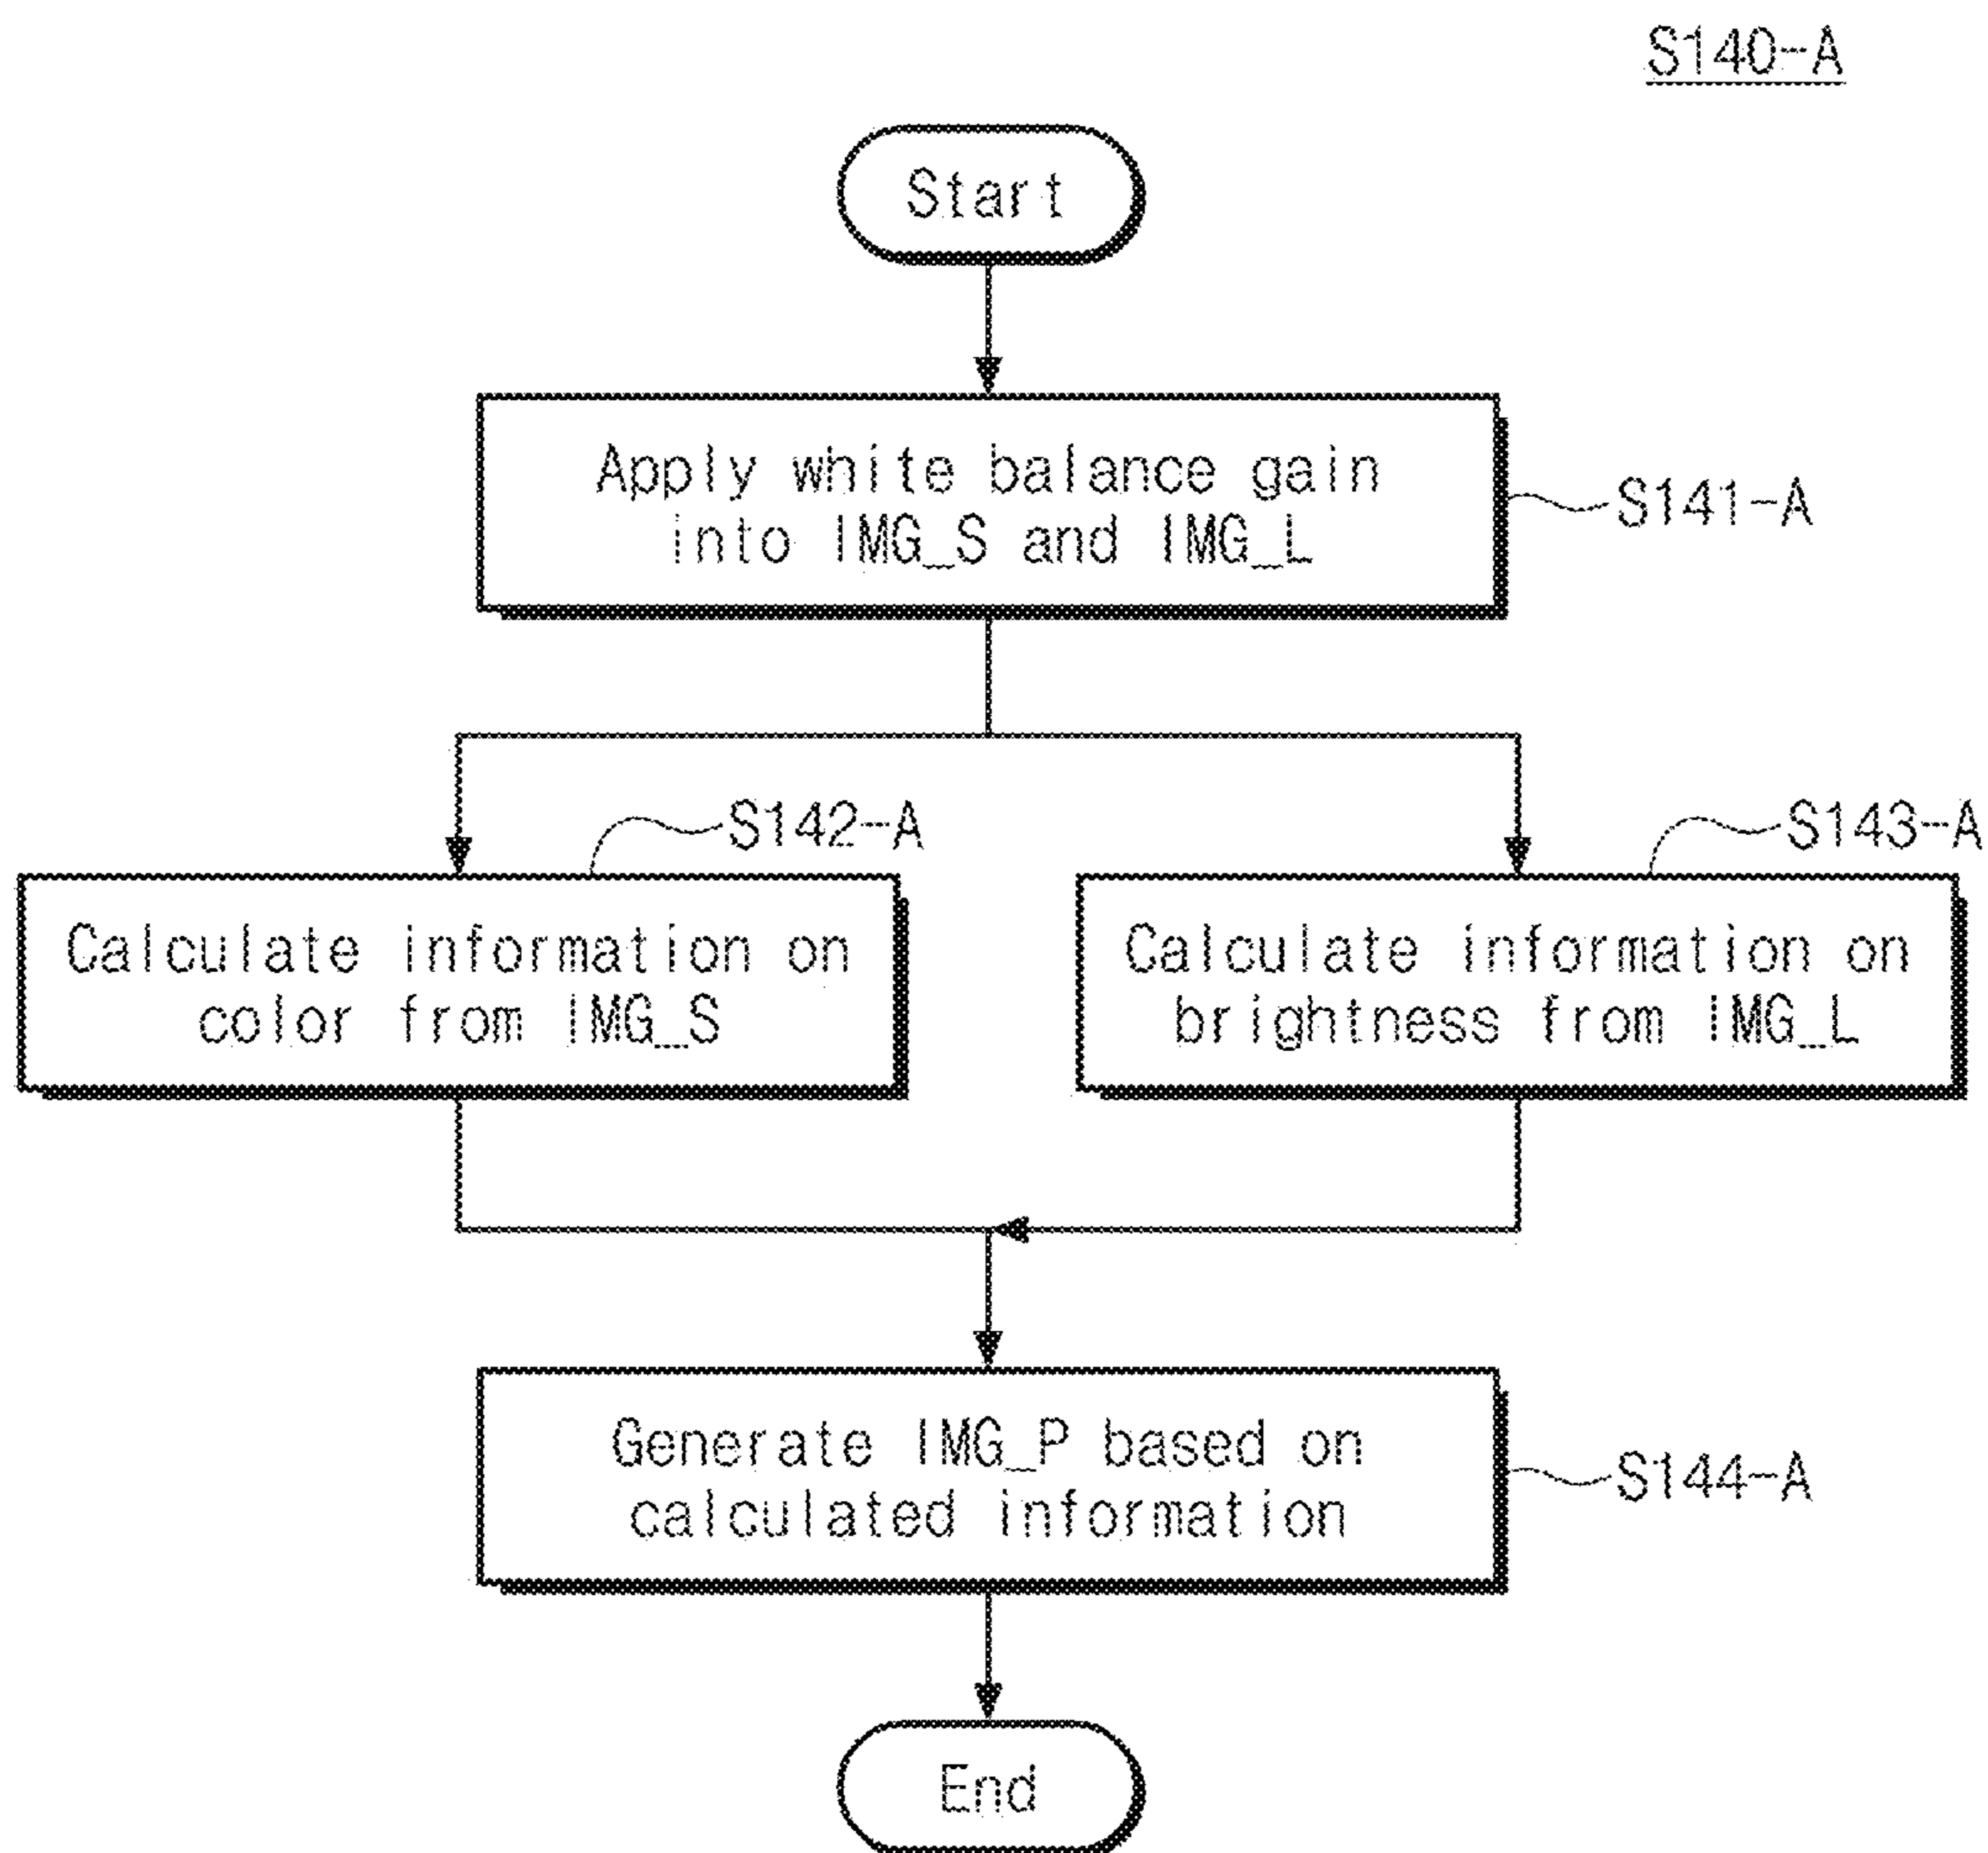 S140-A
Start
Apply white balance gain
into IMG_S and IMG_L
S141-A
S142-A
Calculate information on
color from IMG_S
S143-A
Calculate information on
brightness from IMG_L
Generate IMG_P based on
calculated information
S144-A
End